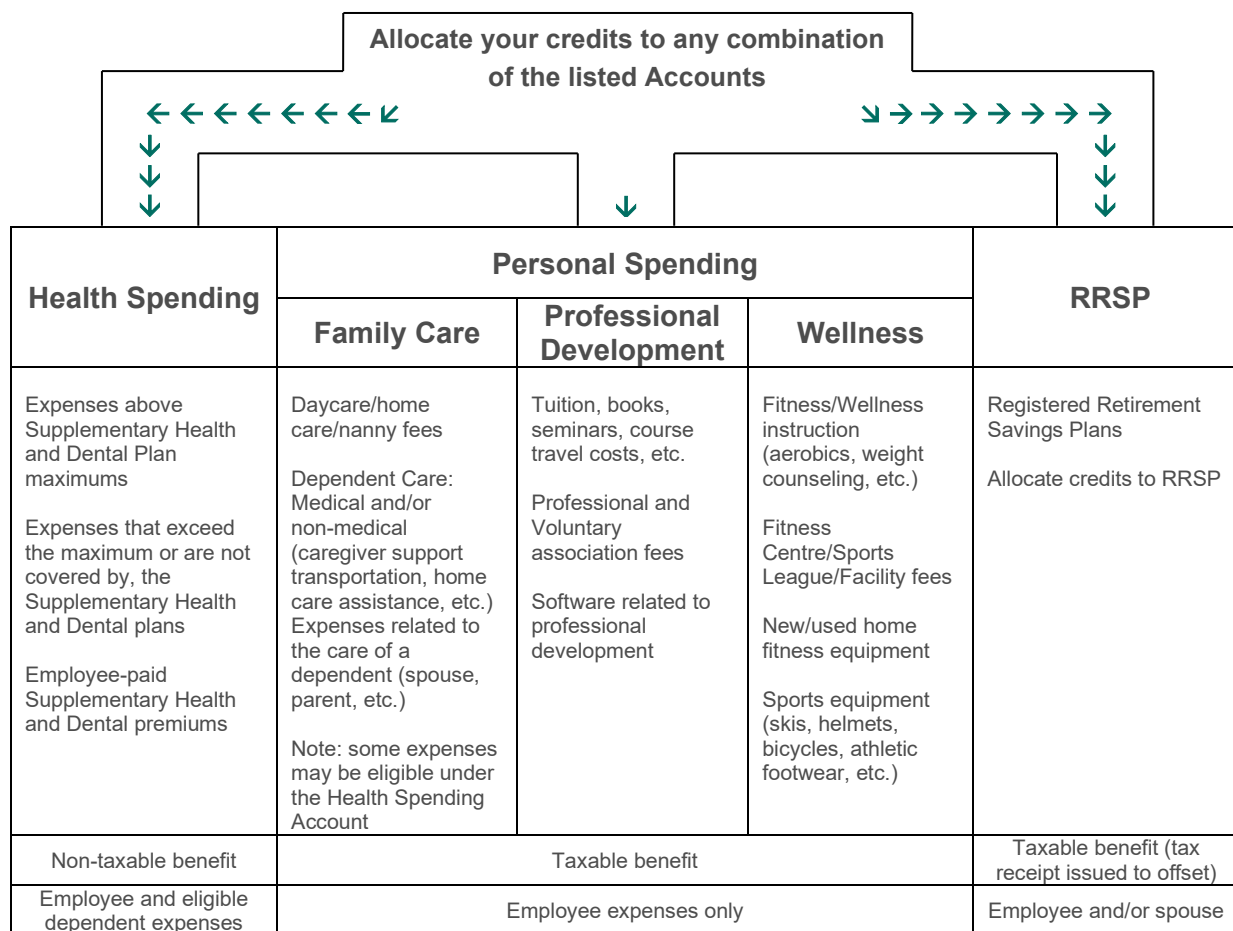 Allocate your credits to any combination
of the listed Accounts
Health Spending
Personal Spending
RRSP
Family Care
Professional
Development
Wellness
Expenses above
Supplementary Health
and Dental Plan
maximums
Expenses that exceed
the maximum or are not
covered by, the
Supplementary Health
and Dental plans
Employee-paid
Supplementary Health
and Dental premiums
Daycare/home
care/nanny fees
Dependent Care:
Medical and/or
non-medical
(caregiver support
transportation, home
care assistance, etc.)
Expenses related to
the care of a
dependent (spouse,
parent, etc.)
Note: some expenses
may be eligible under
the Health Spending
Account
Tuition, books,
seminars, course
travel costs, etc.
Professional and
Voluntary
association fees
Software related to
professional
development
Fitness/Wellness
instruction
(aerobics, weight
counseling, etc.)
Fitness
Centre/Sports
League/Facility fees
New/used home
fitness equipment
Sports equipment
(skis, helmets,
bicycles, athletic
footwear, etc.)
Registered Retirement
Savings Plans
Allocate credits to RRSP
Non-taxable benefit
Taxable benefit
Taxable benefit (tax
receipt issued to offset)
Employee and eligible
dependent expenses
Employee expenses only
Employee and/or spouse